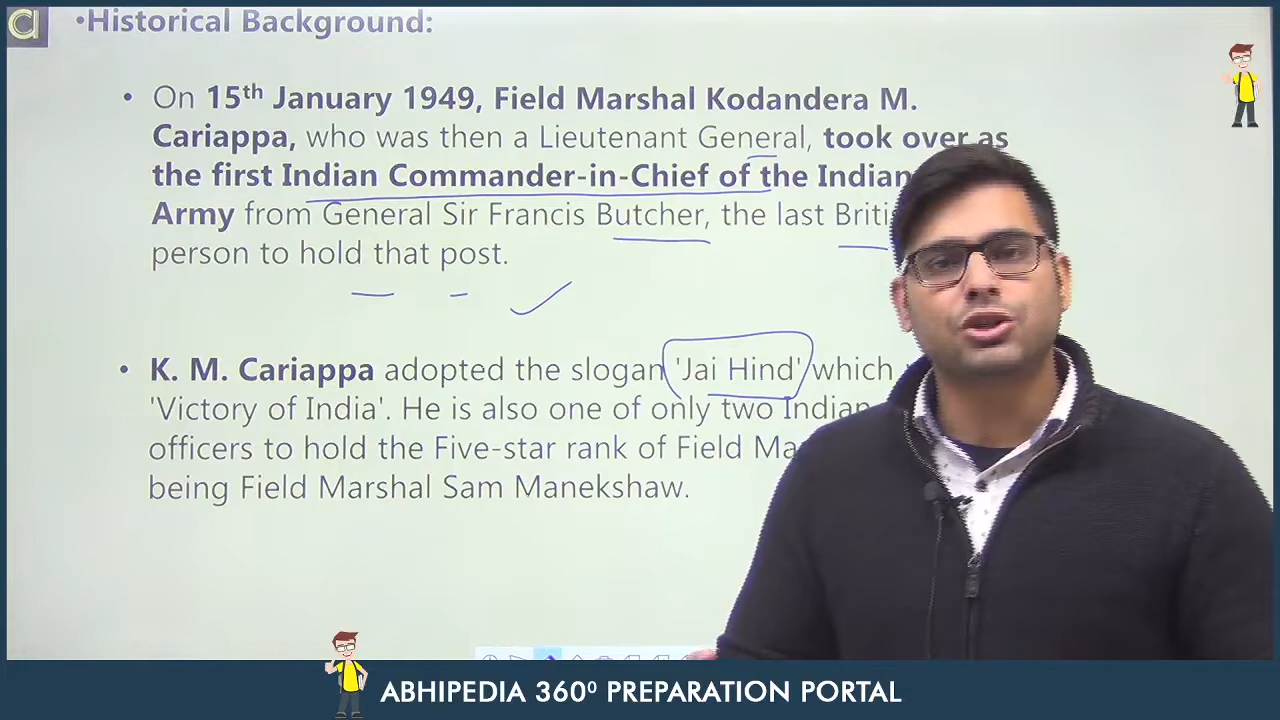 a
•Historical Background:
• On 15th January 1949, Field Marshal Kodandera M.
Cariappa, who was then a Lieutenant General, took over as
the first Indian Commander-in-Chief of the Indian
Army from General Sir Francis Butcher, the last
person to hold that post.
• K. M. Cariappa adopted the slogan 'Jai Hind' which
'Victory of India'. He is also one of only two Indian
officers to hold the Five-star rank of Field
being Field Marshal Sam Manekshaw.
ABHIPEDIA 360⁰ PREPARATION PORTAL